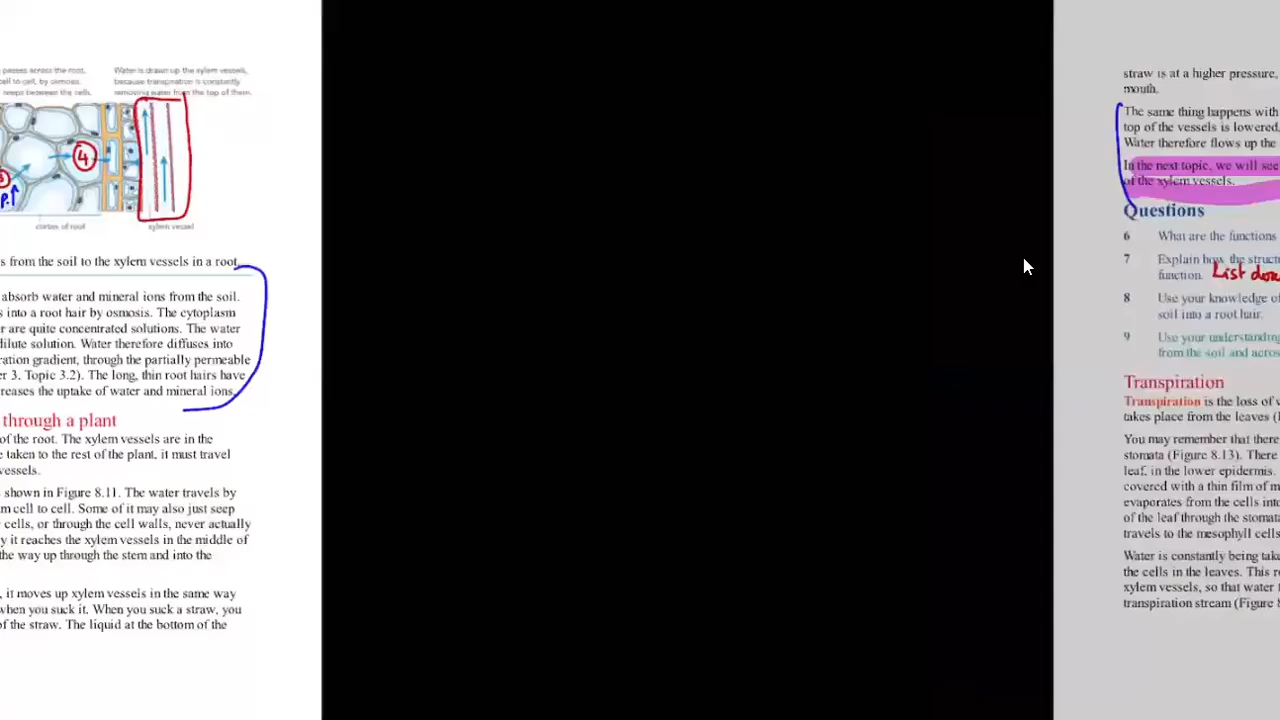 passes across the root,
cell to cell, by osmosis.
seeps between the cells.
Water is drawn up the xylem vessels,
because transpiration is constantly
removing water from the top of them.
4
P.↑
cortex of root
xylem vessel
s from the soil to the xylem vessels in a root.
absorb water and mineral ions from the soil.
s into a root hair by osmosis. The cytoplasm
r are quite concentrated solutions. The water
dilute solution. Water therefore diffuses into
ration gradient, through the partially permeable
er 3, Topic 3.2). The long, thin root hairs have
reases the uptake of water and mineral ions.
through a plant
of the root. The xylem vessels are in the
e taken to the rest of the plant, it must travel
vessels.
s shown in Figure 8.11. The water travels by
m cell to cell. Some of it may also just seep
cells, or through the cell walls, never actually
y it reaches the xylem vessels in the middle of
the way up through the stem and into the
, it moves up xylem vessels in the same way
when you suck it. When you suck a straw, you
of the straw. The liquid at the bottom of the
straw is at a higher pressure,
mouth.
The same thing happens with
top of the vessels is lowered,
Water therefore flows up the
In the next topic, we will see
of the xylem vessels.
Questions
6 What are the functions
7 Explain how the structu
function. List down
8 Use your knowledge of
soil into a root hair.
9 Use your understanding
from the soil and across
Transpiration
Transpiration is the loss of w
takes place from the leaves (
You may remember that there
stomata (Figure 8.13). There
leaf, in the lower epidermis.
covered with a thin film of m
evaporates from the cells into
of the leaf through the stomata
travels to the mesophyll cells
Water is constantly being take
the cells in the leaves. This re
xylem vessels, so that water
transpiration stream (Figure 8